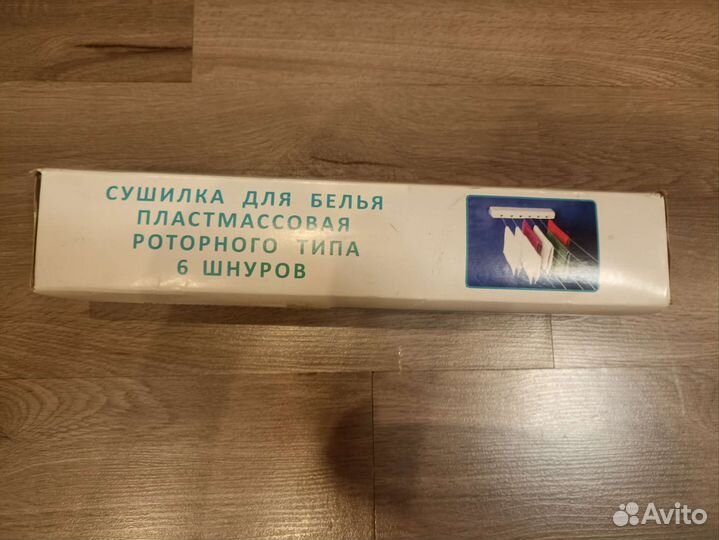 СУШИЛКА ДЛЯ БЕЛЬЯ
ПЛАСТМАССОВАЯ
РОТОРНОГО ТИПА
6 ШНУРОВ
Avito